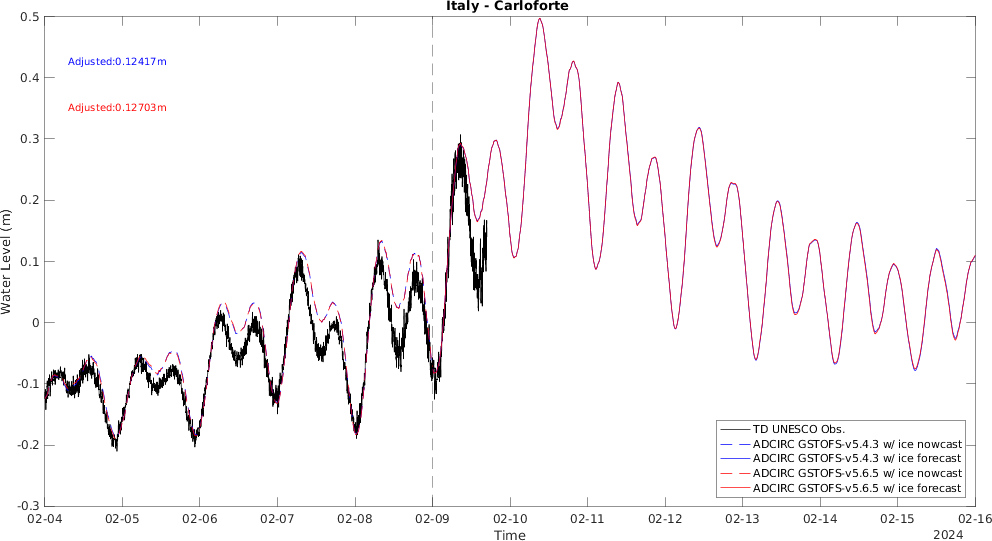 Italy - Carloforte
Adjusted:0.12417m
Adjusted:0.12703m
Water Level (m)
0.5
0.4
0.3
0.2
0.1
0
-0.1
-0.2
-0.3
TD UNESCO Obs.
ADCIRC GSTOFS-v5.4.3 w/ ice nowcast
ADCIRC GSTOFS-v5.4.3 w/ ice forecast
ADCIRC GSTOFS-v5.6.5 w/ ice nowcast
ADCIRC GSTOFS-v5.6.5 w/ ice forecast
02-04 02-05 02-06 02-07 02-08 02-09 02-10 02-11 02-12 02-13 02-14 02-15 02-16
Time
2024